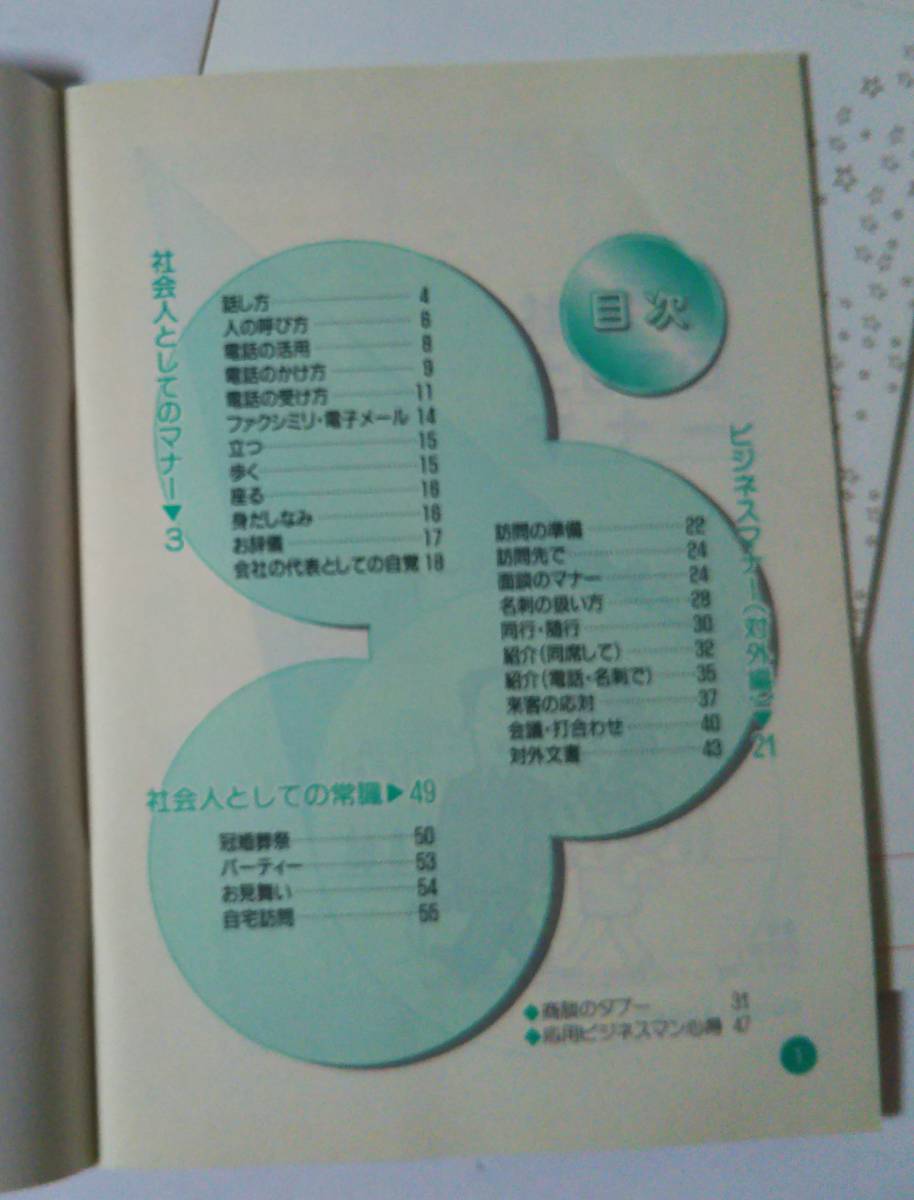 目次
社会人としてのマナー▼3
話し方 4
人の呼び方 6
電話の活用 8
電話のかけ方 9
電話の受け方 11
ファクシミリ・電子メール 14
立つ 15
歩く 15
座る 16
身だしなみ 16
お辞儀 17
会社の代表としての自覚 18
ビジネスマナー(対外編)▼21
訪問の準備 22
訪問先で 24
面談のマナー 24
名刺の扱い方 28
同行・随行 30
紹介(同席して) 32
紹介(電話・名刺で) 35
来客の応対 37
会議・打合わせ 40
対外文書 43
社会人としての常識▶49
冠婚葬祭 50
パーティー 53
お見舞い 54
自宅訪問 55
◆商談のタブー 31
◆応用ビジネスマン心得 47
1